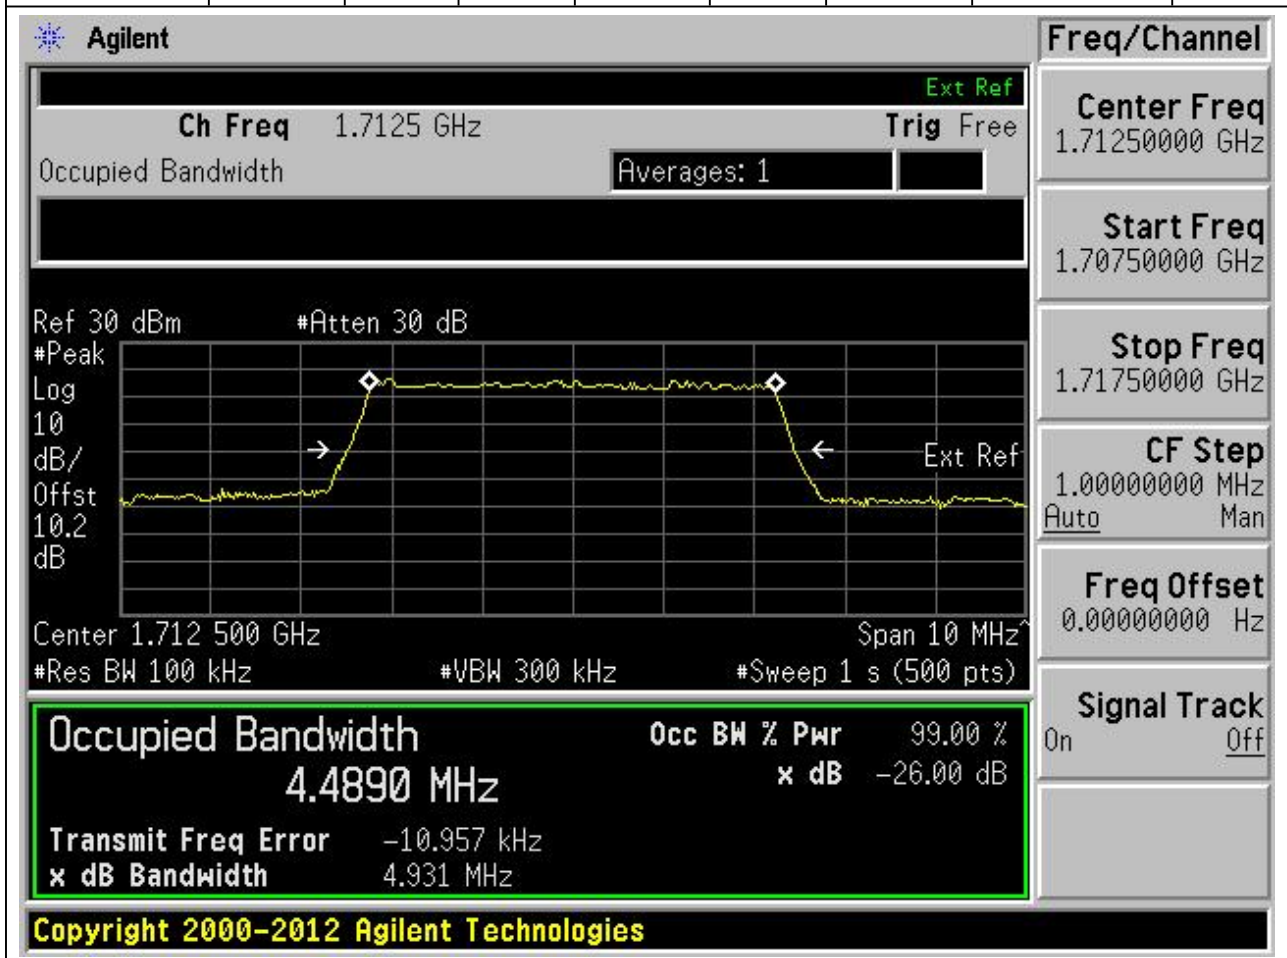 Agilent
Freq/Channel
Ext Ref
Ch Freq 1.7125 GHz Trig Free
Occupied Bandwidth Averages: 1
Center Freq
1.71250000 GHz
Start Freq
1.70750000 GHz
Stop Freq
1.71750000 GHz
CF Step
1.00000000 MHz
Auto Man
Freq Offset
0.00000000 Hz
Signal Track
On Off
Ref 30 dBm #Atten 30 dB
#Peak
Log
10
dB/
Offst
10.2
dB
Ext Ref
Center 1.712 500 GHz Span 10 MHz^
#Res BW 100 kHz #VBW 300 kHz #Sweep 1 s (500 pts)
Occupied Bandwidth Occ BW % Pwr 99.00 %
4.4890 MHz x dB -26.00 dB
Transmit Freq Error -10.957 kHz
x dB Bandwidth 4.931 MHz
Copyright 2000-2012 Agilent Technologies